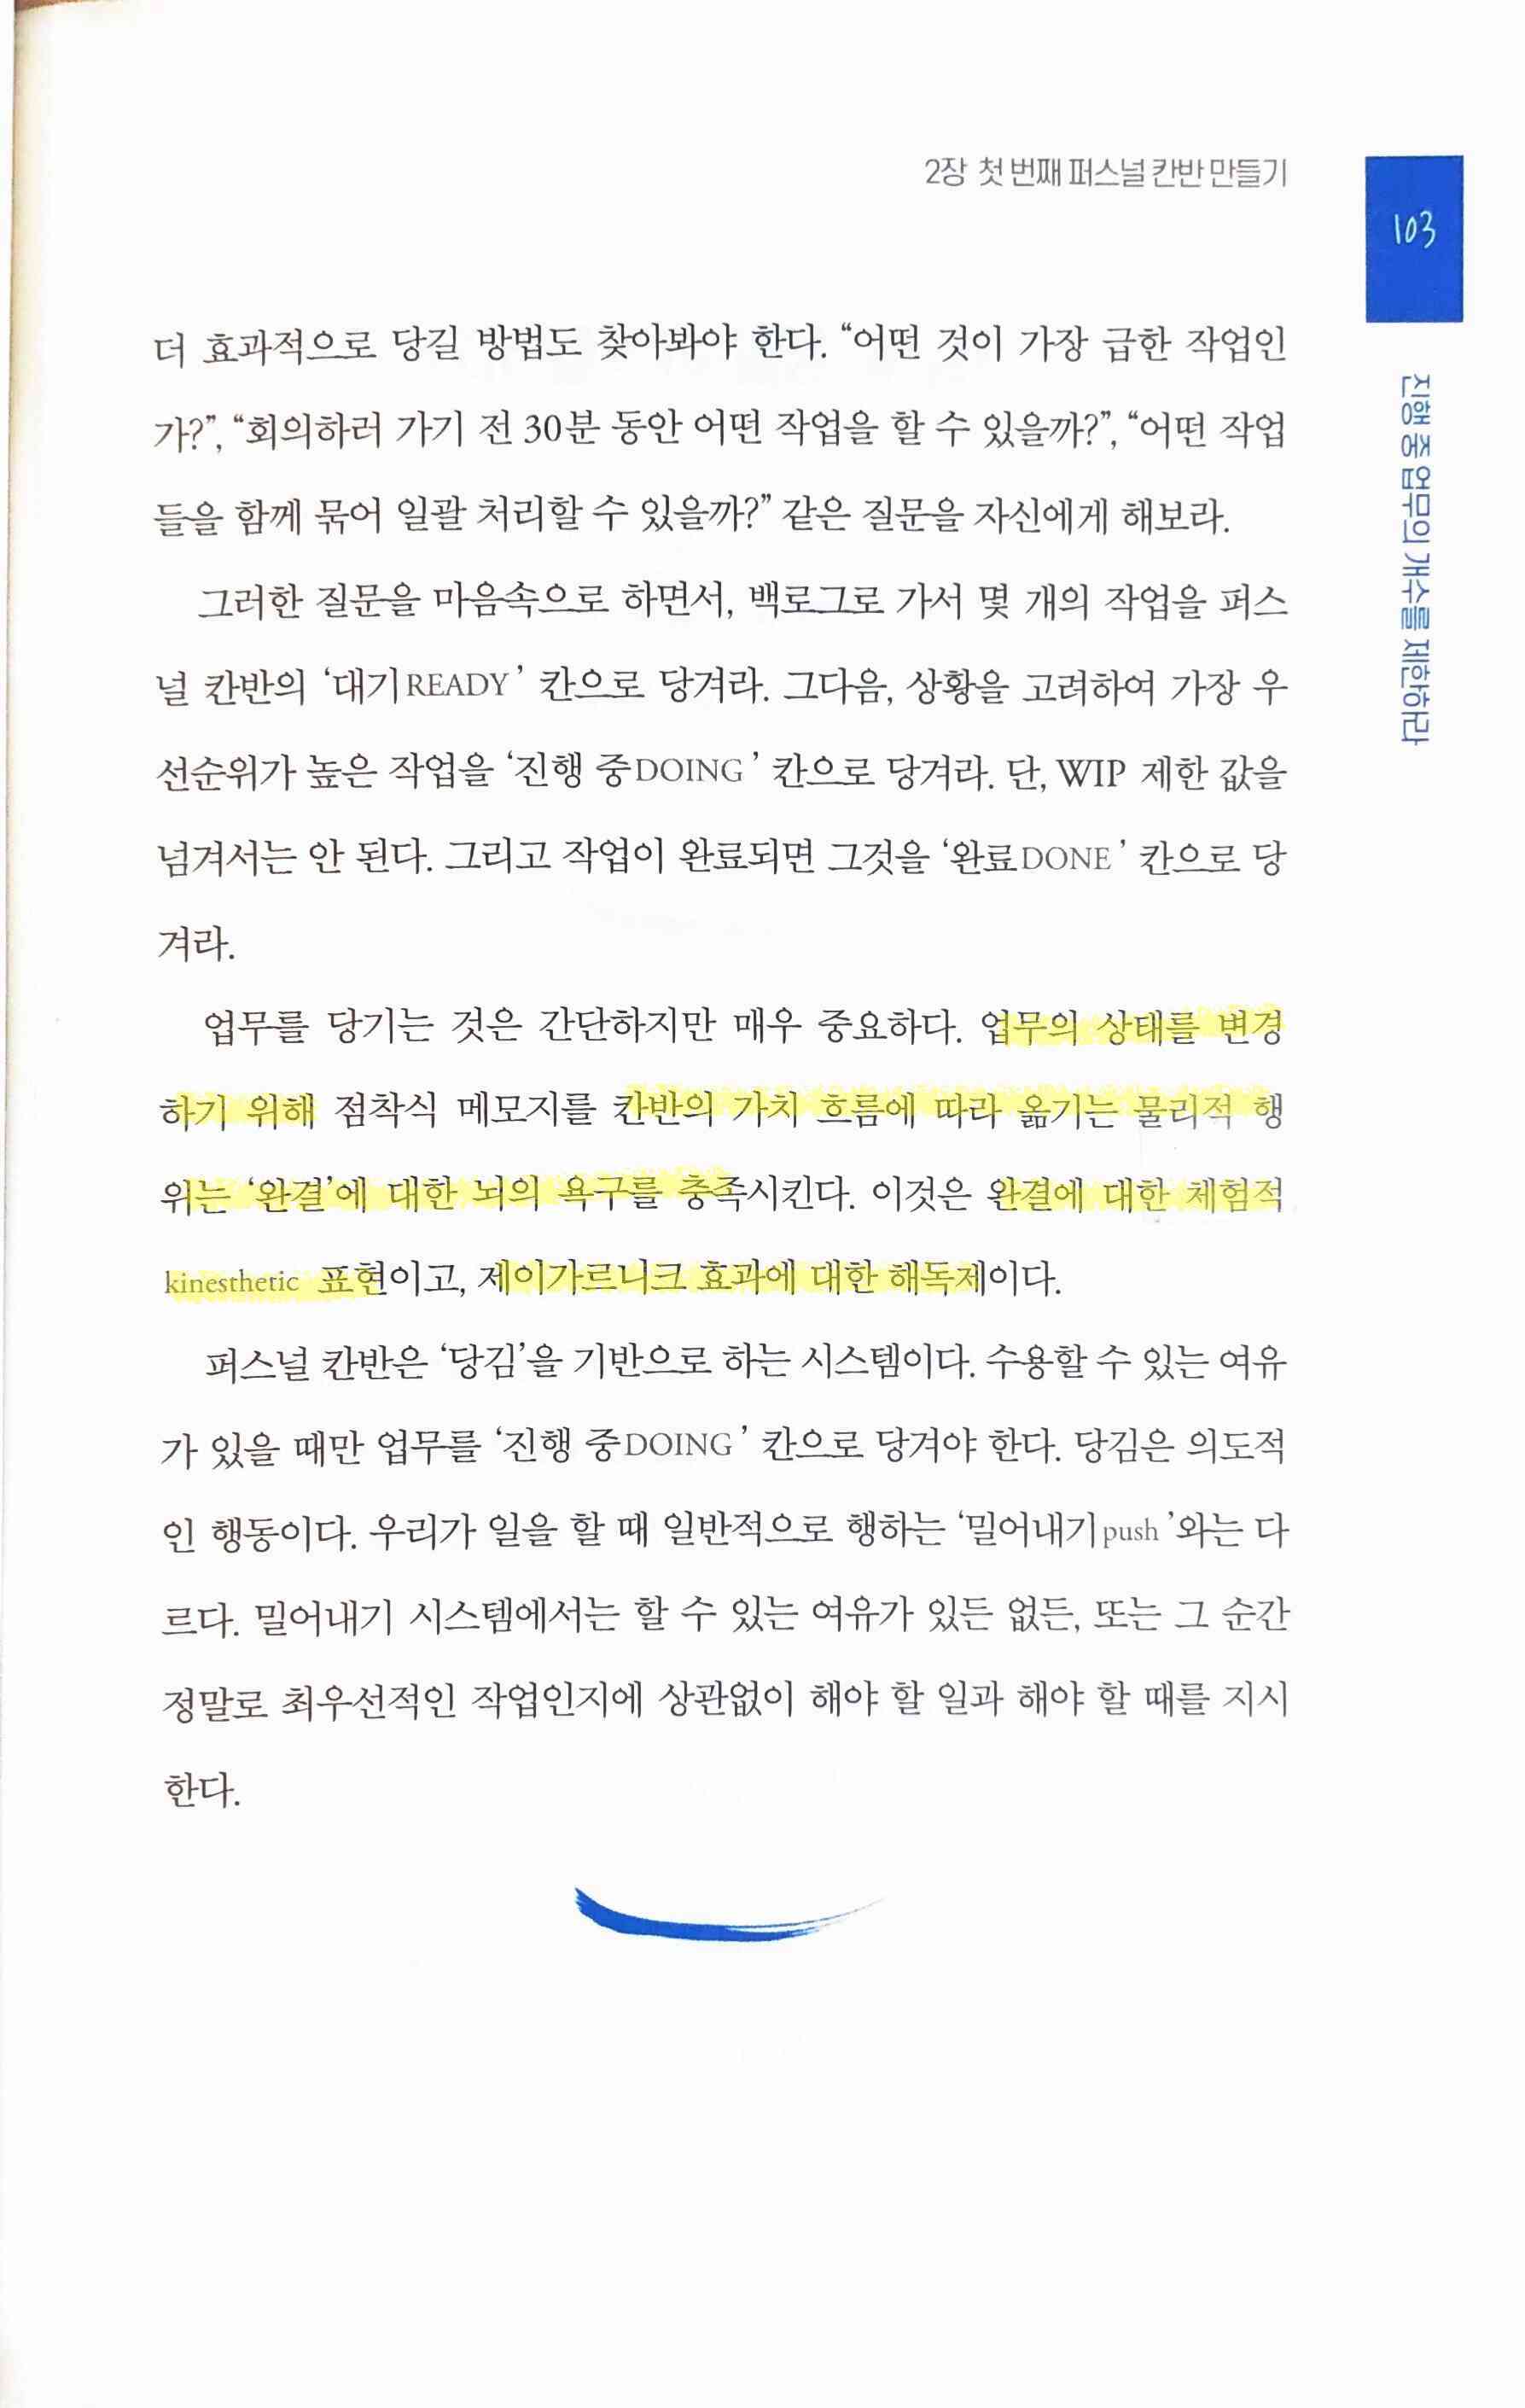 2장 첫 번째 퍼스널 칸반 만들기
103
진행 중 업무의 개수를 제한하라
더 효과적으로 당길 방법도 찾아봐야 한다. “어떤 것이 가장 급한 작업인
가?”, “회의하러 가기 전 30분 동안 어떤 작업을 할 수 있을까?”, “어떤 작업
들을 함께 묶어 일괄 처리할 수 있을까?” 같은 질문을 자신에게 해보라.
그러한 질문을 마음속으로 하면서, 백로그로 가서 몇 개의 작업을 퍼스
널 칸반의 ‘대기READY’ 칸으로 당겨라. 그다음, 상황을 고려하여 가장 우
선순위가 높은 작업을 ‘진행 중DOING’ 칸으로 당겨라. 단, WIP 제한 값을
넘겨서는 안 된다. 그리고 작업이 완료되면 그것을 ‘완료DONE’ 칸으로 당
겨라.
업무를 당기는 것은 간단하지만 매우 중요하다. 업무의 상태를 변경
하기 위해 점착식 메모지를 칸반의 가치 흐름에 따라 옮기는 물리적 행
위는 ‘완결’에 대한 뇌의 욕구를 충족시킨다. 이것은 완결에 대한 체험적
kinesthetic 표현이고, 제이가르니크 효과에 대한 해독제이다.
퍼스널 칸반은 ‘당김’을 기반으로 하는 시스템이다. 수용할 수 있는 여유
가 있을 때만 업무를 ‘진행 중DOING’ 칸으로 당겨야 한다. 당김은 의도적
인 행동이다. 우리가 일을 할 때 일반적으로 행하는 ‘밀어내기push’와는 다
르다. 밀어내기 시스템에서는 할 수 있는 여유가 있든 없든, 또는 그 순간
정말로 최우선적인 작업인지에 상관없이 해야 할 일과 해야 할 때를 지시
한다.